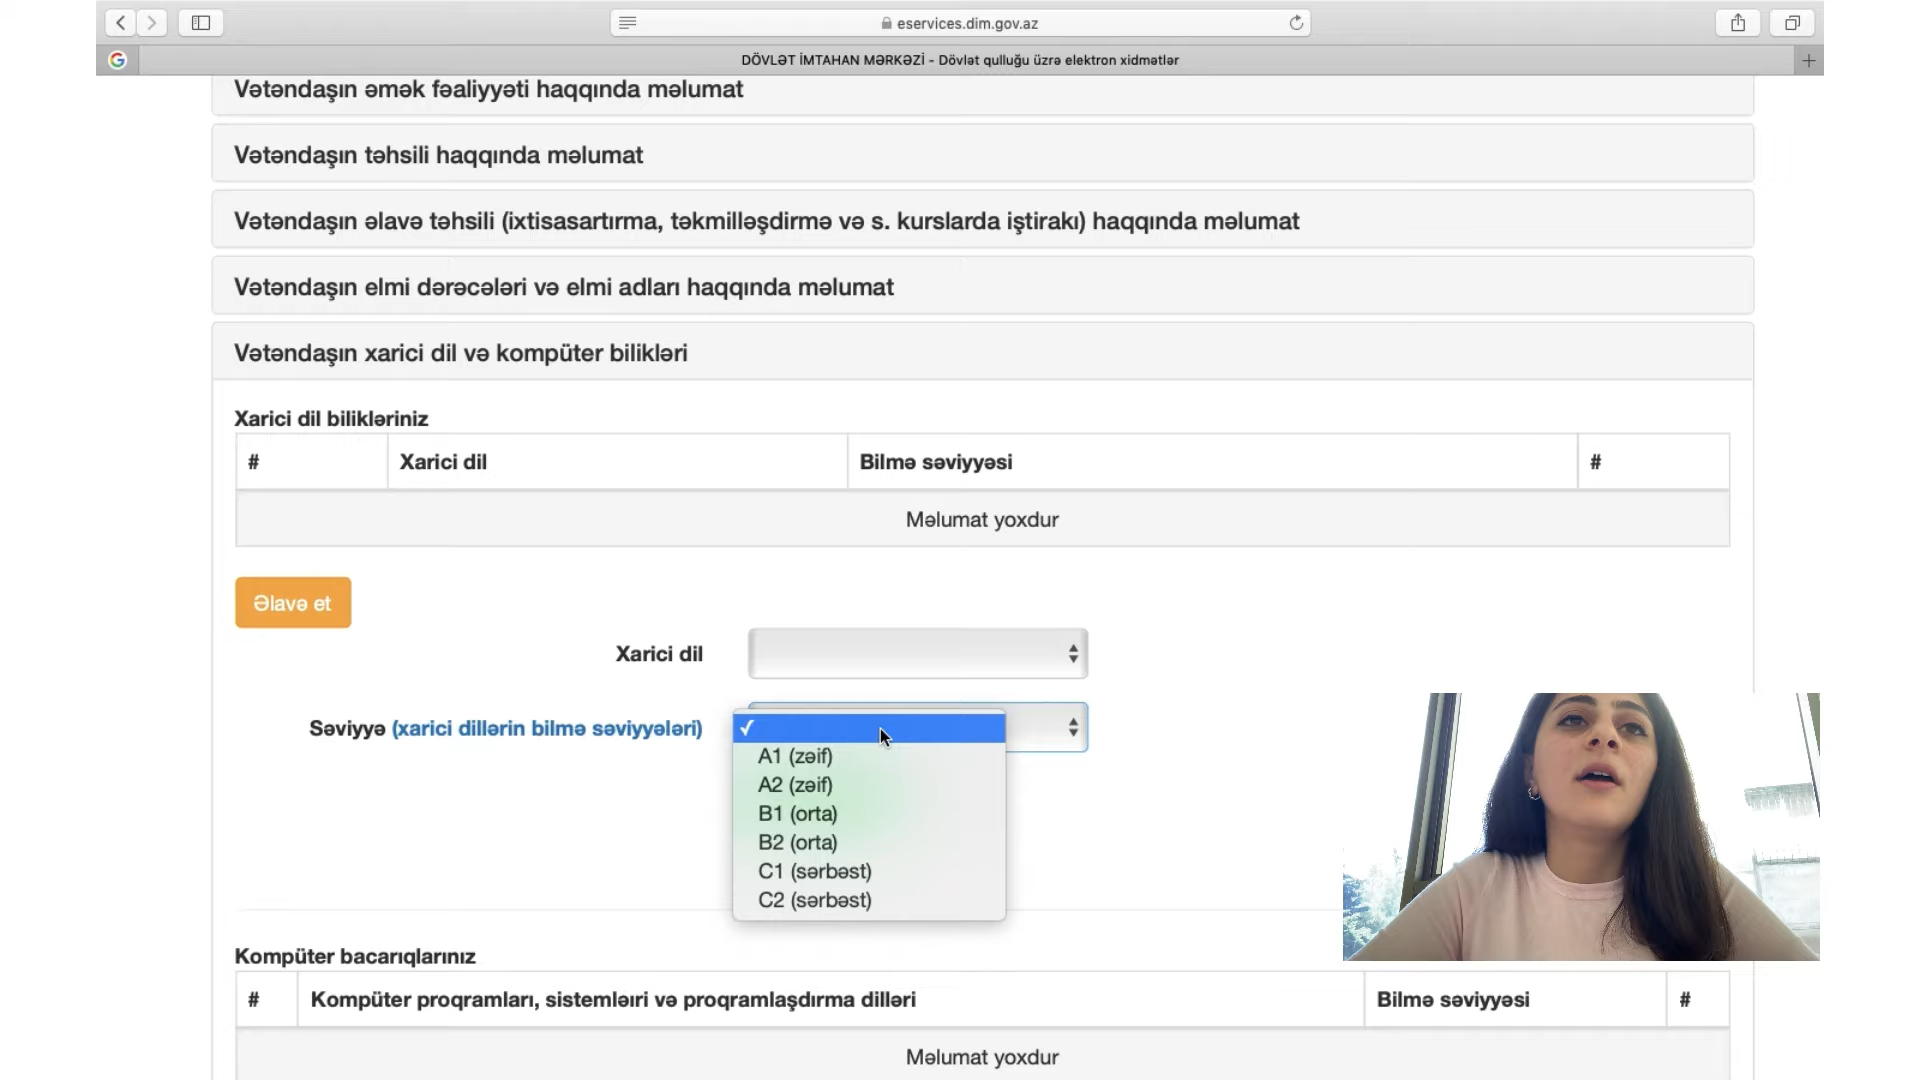 eservices.dim.gov.az
DÖVLƏT İMTAHAN MƏRKƏZİ - Dövlət qulluğu üzrə elektron xidmətlər
Vətəndaşın əmək fəaliyyəti haqqında məlumat
Vətəndaşın təhsili haqqında məlumat
Vətəndaşın əlavə təhsili (ixtisasartırma, təkmilləşdirmə və s. kurslarda iştirakı) haqqında məlumat
Vətəndaşın elmi dərəcələri və elmi adları haqqında məlumat
Vətəndaşın xarici dil və kompüter bilikləri
Xarici dil bilikləriniz
# Xarici dil Bilmə səviyyəsi #
Məlumat yoxdur
Əlavə et
Xarici dil
Səviyyə (xarici dillərin bilmə səviyyələri)
A1 (zəif)
A2 (zəif)
B1 (orta)
B2 (orta)
C1 (sərbəst)
C2 (sərbəst)
Kompüter bacarıqlarınız
# Kompüter proqramları, sistemləıri və proqramlaşdırma dilləri Bilmə səviyyəsi #
Məlumat yoxdur